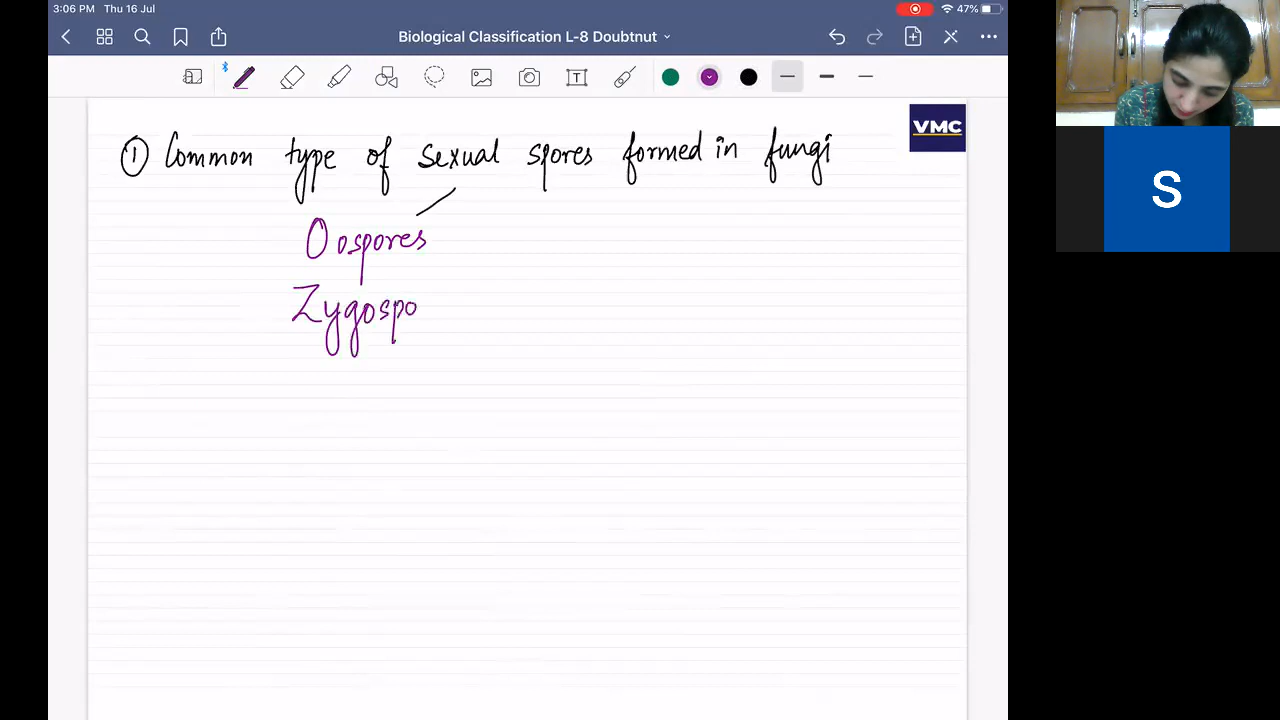 3:06 PM Thu 16 Jul
47%
Biological Classification L-8 Doubtnut
T
VMC
① Common type of sexual spores formed in fungi
Oospores
Zygospo
S